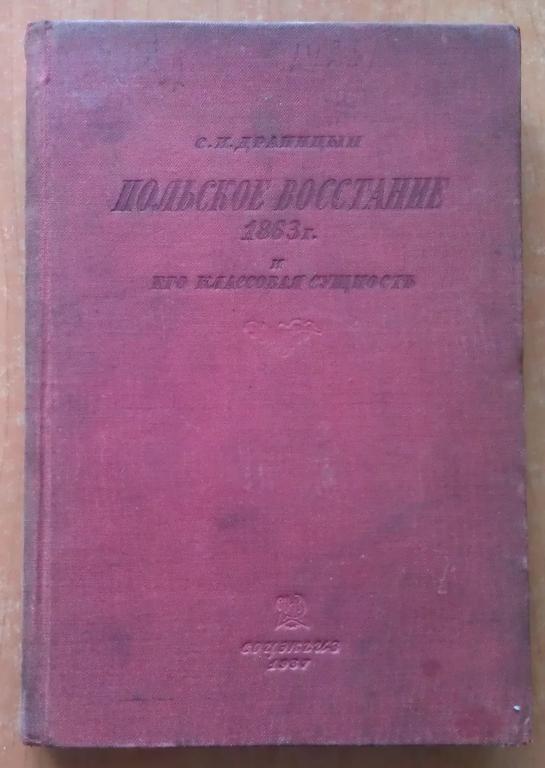 С. И. ДРАНИЦЫН
ПОЛЬСКОЕ ВОССТАНИЕ
1863 г.
И
ЕГО КЛАССОВАЯ СУЩНОСТЬ
СОЦЭКГИЗ
1937